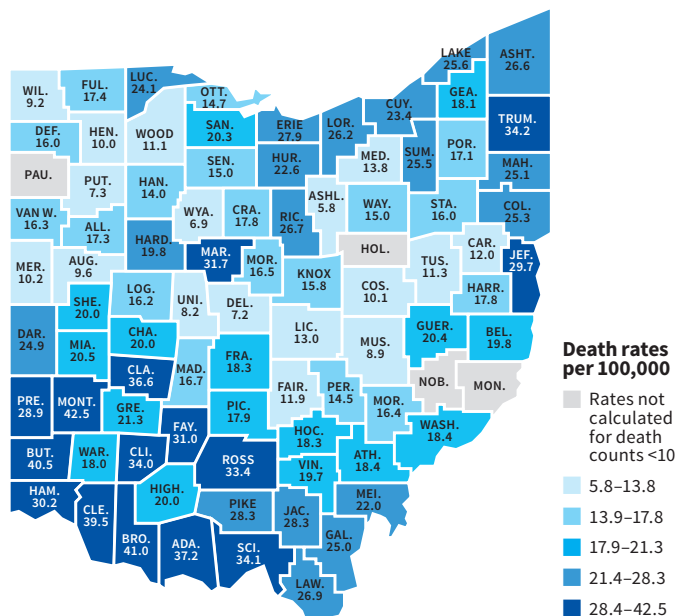 LAKE
25.6
ASHT.
26.6
LUC.
24.1
FUL.
17.4
WIL.
9.2
OTT.
14.7
GEA.
18.1
CUY.
23.4
TRUM.
34.2
LOR.
26.2
ERIE
27.9
SAN.
20.3
WOOD
11.1
HEN.
10.0
DEF.
16.0
POR.
17.1
SUM.
25.5
MED.
13.8
HUR.
22.6
SEN.
15.0
MAH.
25.1
PAU.
PUT.
7.3
HAN.
14.0
ASHL.
5.8
WAY.
15.0
STA.
16.0
COL.
25.3
VAN W.
16.3
ALL.
17.3
WYA.
6.9
CRA.
17.8
RIC.
26.7
HARD.
19.8
MAR.
31.7
MOR.
16.5
HOL.
CAR.
12.0
TUS.
11.3
JEF.
29.7
MER.
10.2
AUG.
9.6
KNOX
15.8
COS.
10.1
HARR.
17.8
LOG.
16.2
UNI.
8.2
DEL.
7.2
SHE.
20.0
LIC.
13.0
GUER.
20.4
BEL.
19.8
DAR.
24.9
MIA.
20.5
CHA.
20.0
MUS.
8.9
FRA.
18.3
CLA.
36.6
MAD.
16.7
FAIR.
11.9
PER.
14.5
NOB.
MON.
PRE.
28.9
MONT.
42.5
GRE.
21.3
PIC.
17.9
MOR.
16.4
FAY.
31.0
WASH.
18.4
HOC.
18.3
BUT.
40.5
WAR.
18.0
CLI.
34.0
ROSS
33.4
ATH.
18.4
VIN.
19.7
HAM.
30.2
HIGH.
20.0
MEI.
22.0
CLE.
39.5
PIKE
28.3
JAC.
28.3
BRO.
41.0
ADA.
37.2
SCI.
34.1
GAL.
25.0
LAW.
26.9
Death rates
per 100,000
Rates not
calculated
for death
counts <10
5.8–13.8
13.9–17.8
17.9–21.3
21.4–28.3
28.4–42.5